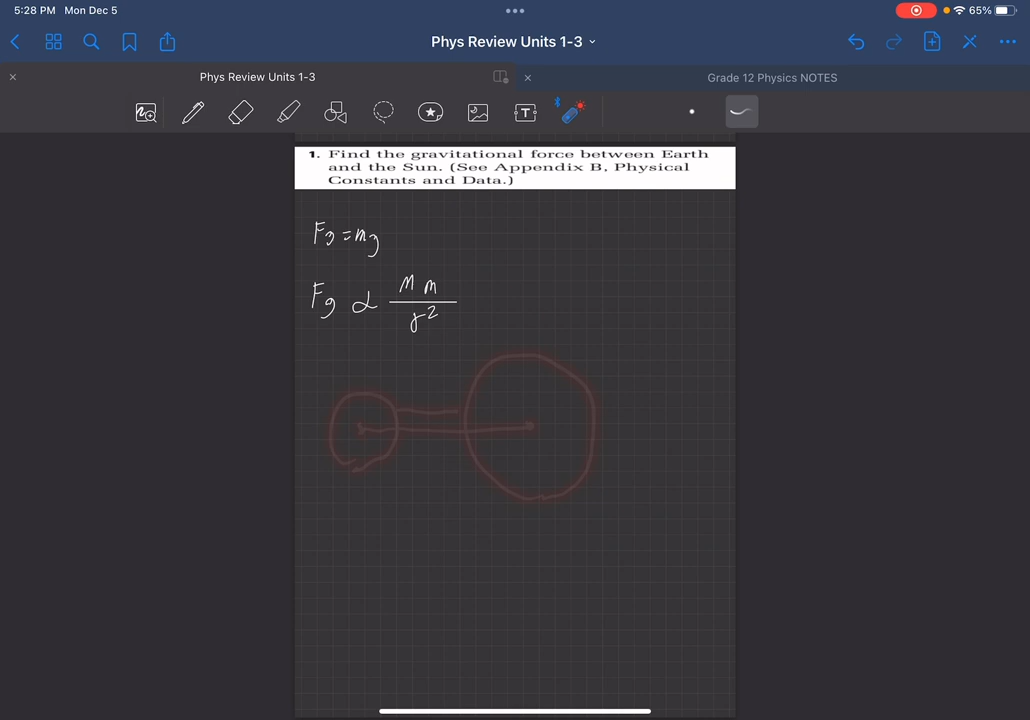 5:28 PM Mon Dec 5
65%
Phys Review Units 1-3
Phys Review Units 1-3
Grade 12 Physics NOTES
T
1. Find the gravitational force between Earth
and the Sun. (See Appendix B, Physical
Constants and Data.)
Fg = mg
Fg α M m
r²